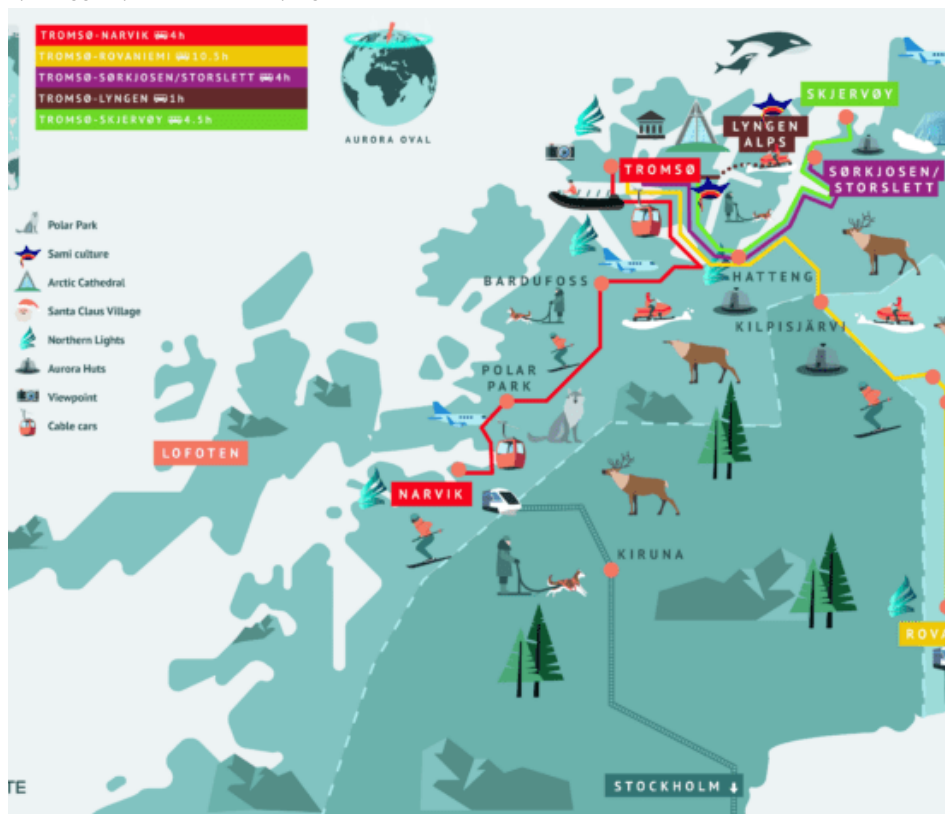 TROMSØ-NARVIK 4h
TROMSØ-ROVANIEMI 10.5h
TROMSØ-SØRKJOSEN/STORSLETT 4h
TROMSØ-LYNGEN 1h
TROMSØ-SKJERVØY 4.5h
AURORA OVAL
SKJERVØY
LYNGEN
ALPS
TROMSØ
SØRKJOSEN/
STORSLETT
Polar Park
Sami culture
Arctic Cathedral
Santa Claus Village
Northern Lights
Aurora Huts
Viewpoint
Cable cars
BARDUFOSS
HATTENG
KILPISJÄRVI
POLAR
PARK
LOFOTEN
NARVIK
KIRUNA
ROVA
STOCKHOLM
TE